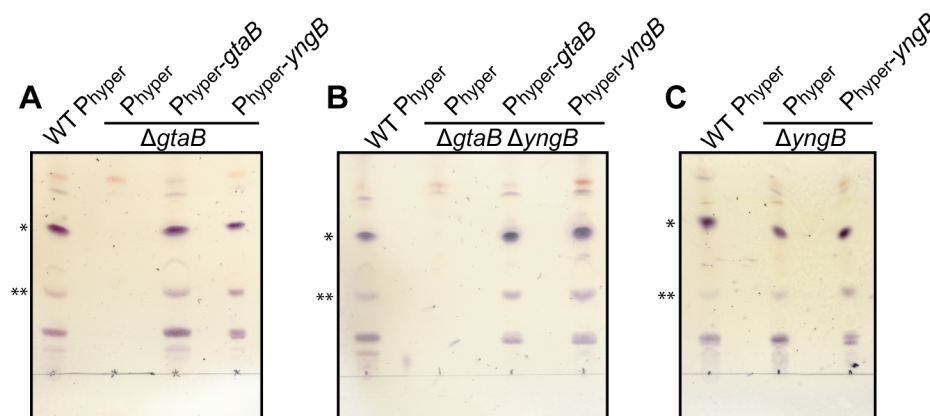 A
WT Phyper
Phyper
Phyper-gtaB
Phyper-yngB
ΔgtaB
*
**
B
WT Phyper
Phyper
Phyper-gtaB
Phyper-yngB
ΔgtaB ΔyngB
*
**
C
WT Phyper
Phyper
Phyper-yngB
ΔyngB
*
**